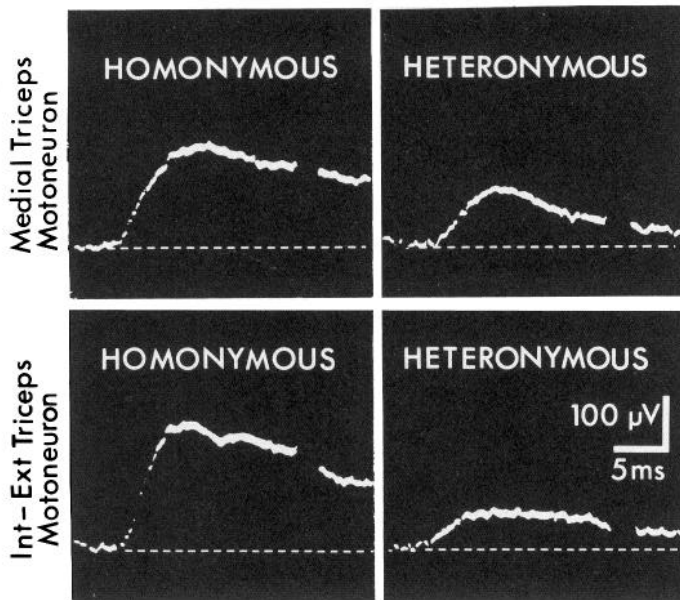 Medial Triceps
Motoneuron
HOMONYMOUS
HETERONYMOUS
Int-Ext Triceps
Motoneuron
HOMONYMOUS
HETERONYMOUS
100 µV
5ms